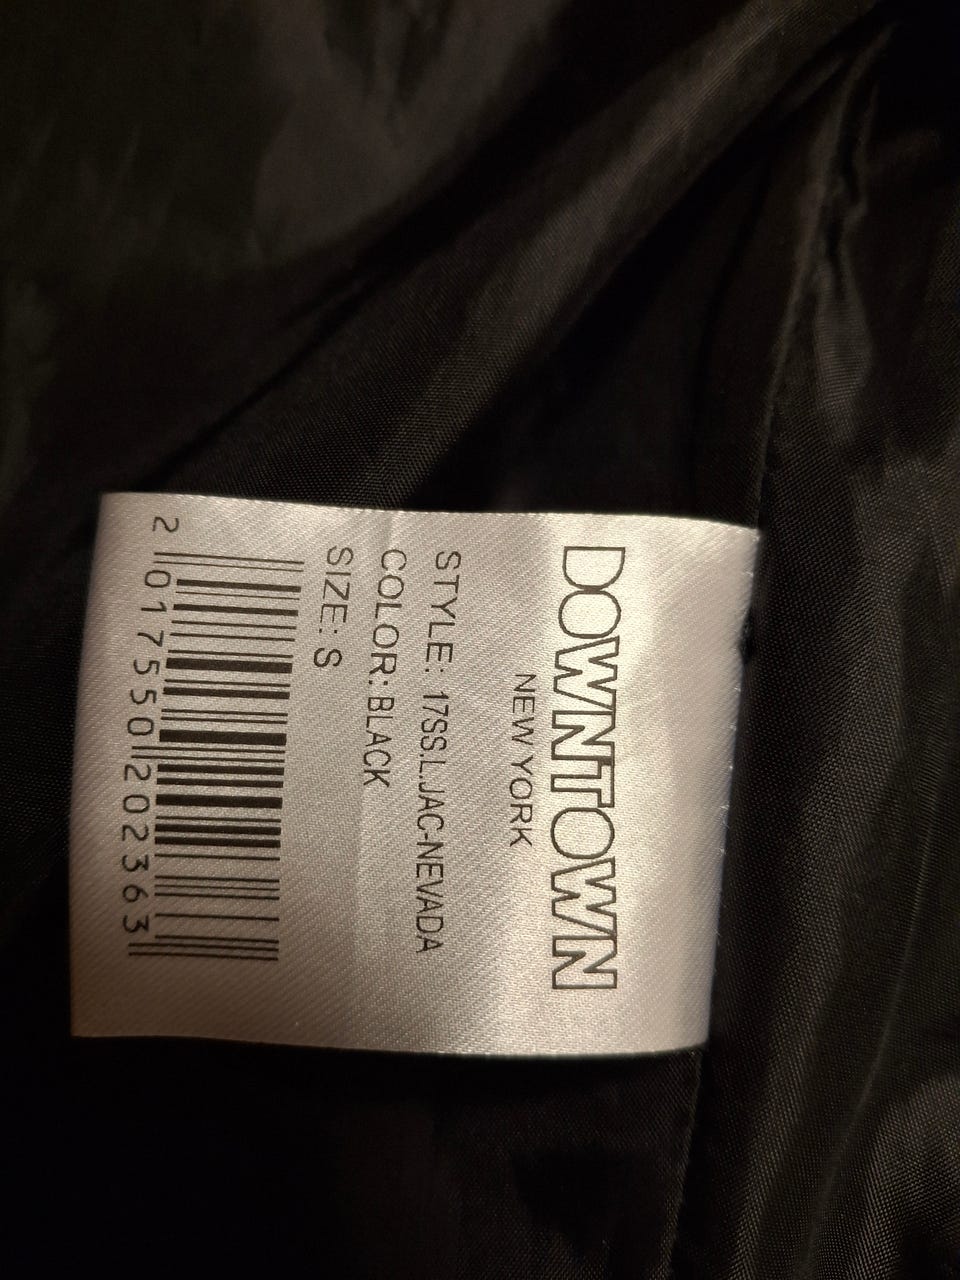 DOWNTOWN
NEW YORK
STYLE: 17SS.L.JAC-NEVADA
COLOR: BLACK
SIZE: S
2 017550 202363